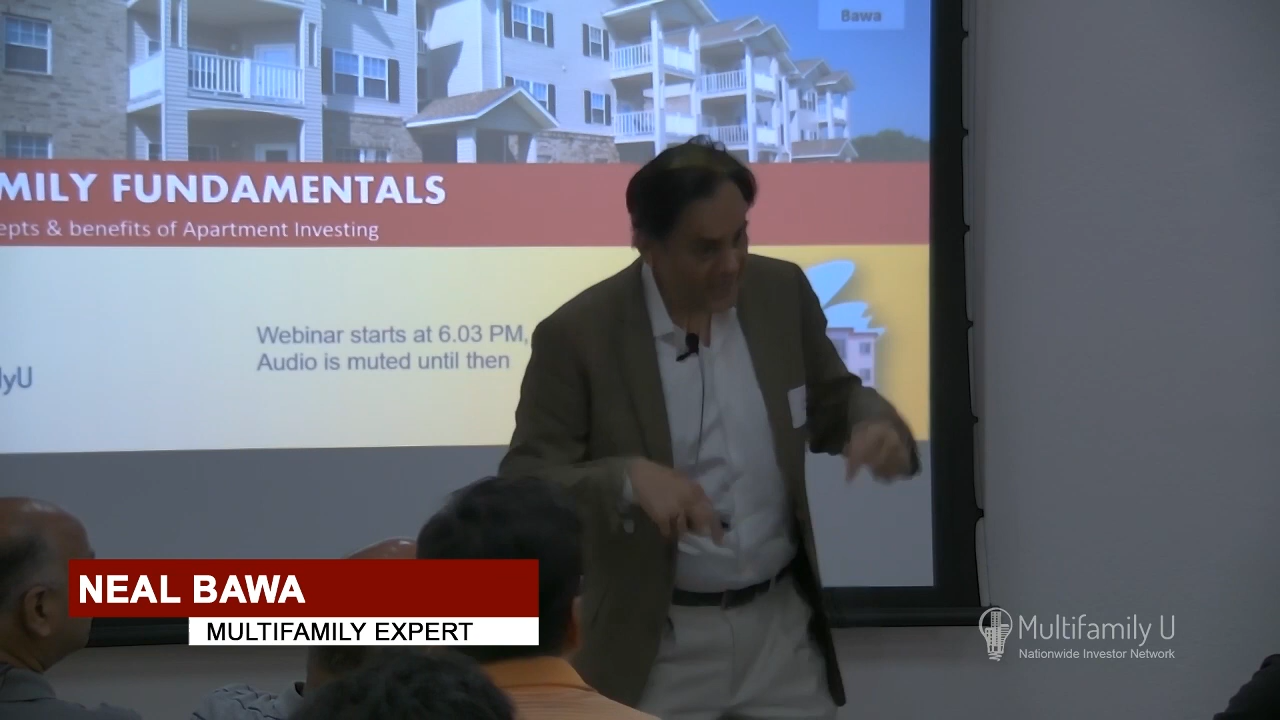 Bawa
MILY FUNDAMENTALS
epts & benefits of Apartment Investing
Webinar starts at 6.03 PM,
Audio is muted until then
lyU
NEAL BAWA
MULTIFAMILY EXPERT
Multifamily U
Nationwide Investor Network